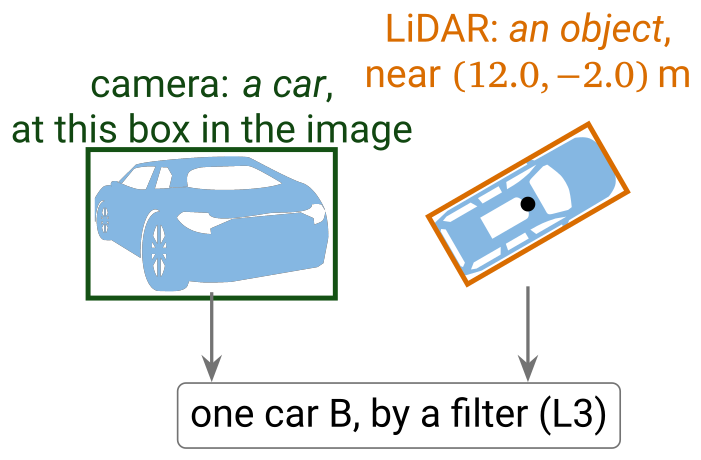 camera: a car,
at this box in the image
LiDAR: an object,
near (12.0, −2.0) m
one car B, by a filter (L3)